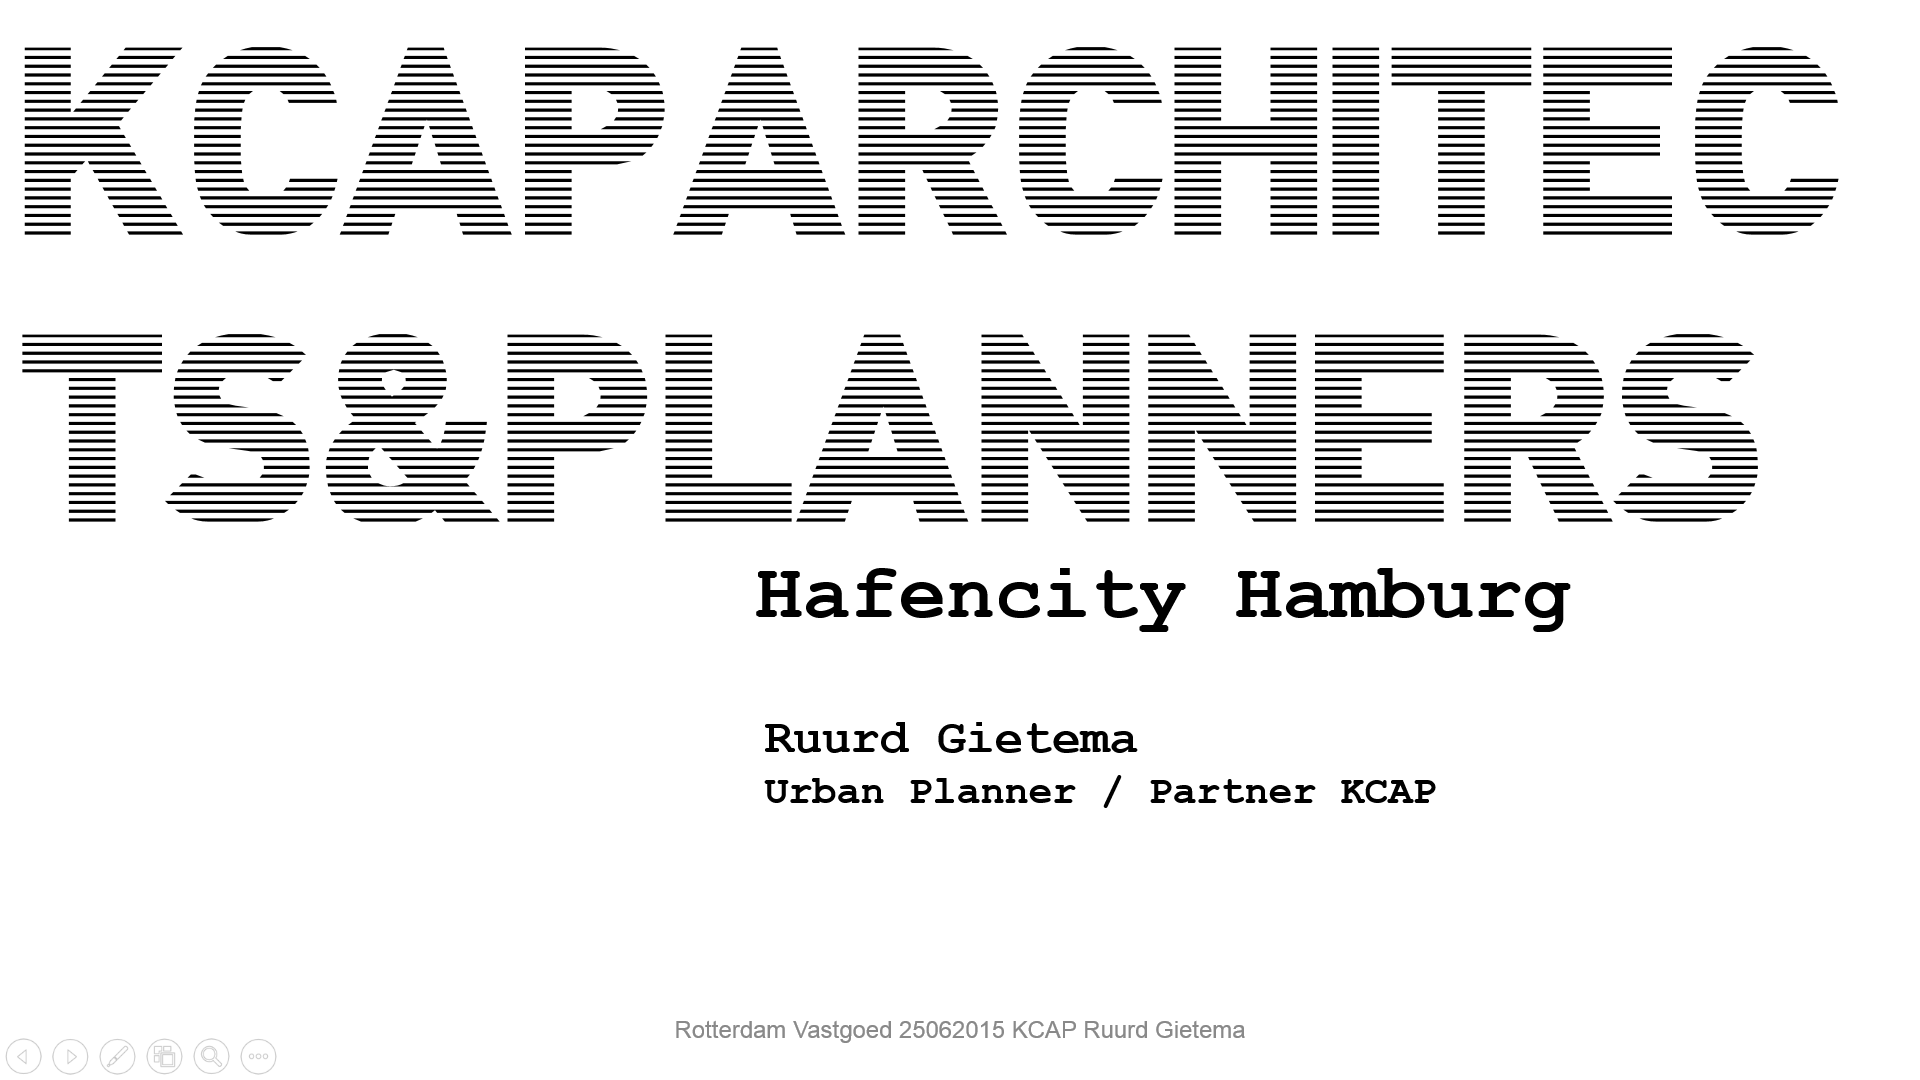 KCAPARCHITEC
TS&PLANNERS
Hafencity Hamburg
Ruurd Gietema
Urban Planner / Partner KCAP
Rotterdam Vastgoed 25062015 KCAP Ruurd Gietema